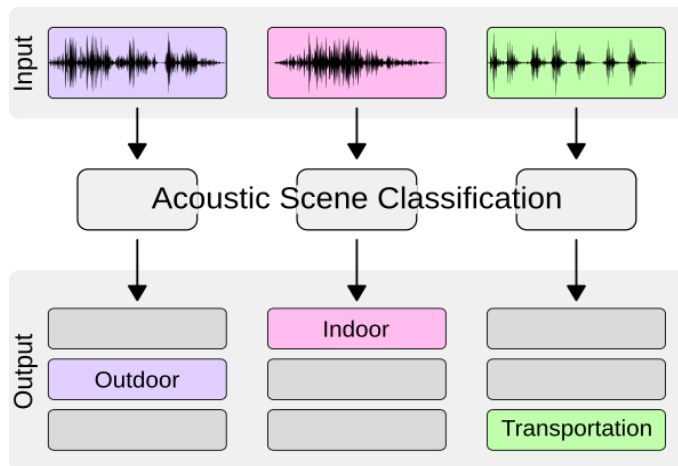 Input
Acoustic Scene Classification
Output
Indoor
Outdoor
Transportation